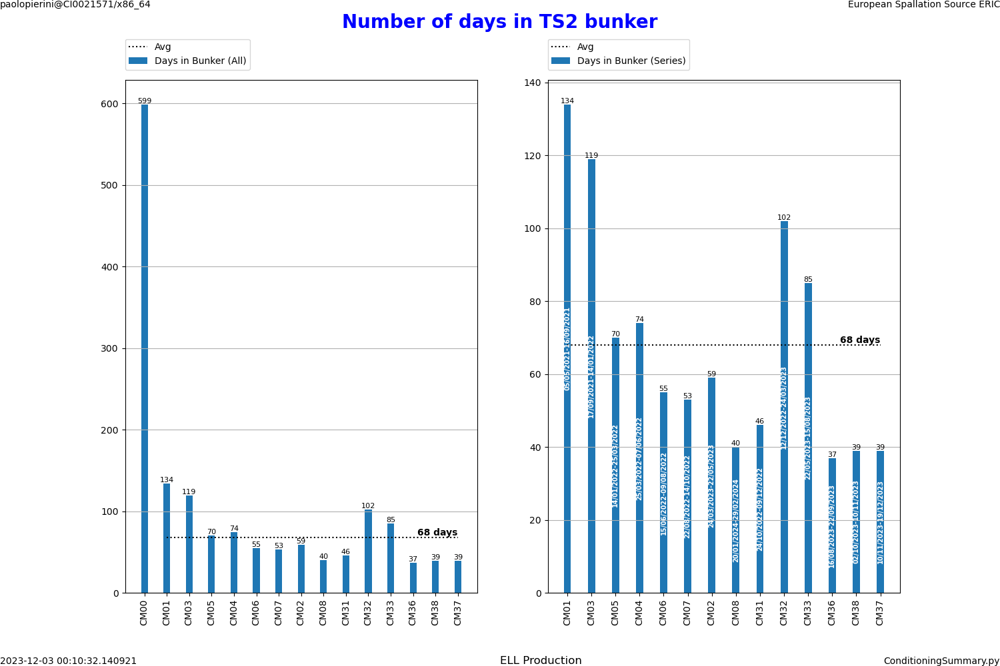 paolopierini@CI0021571/x86_64
European Spallation Source ERIC
Number of days in TS2 bunker
Avg
Days in Bunker (All)
600
500
400
300
200
100
0
599
134
119
70
74
55
53
59
40
46
102
85
37
39
39
68 days
CM00
CM01
CM03
CM05
CM04
CM06
CM07
CM02
CM08
CM31
CM32
CM33
CM36
CM38
CM37
Avg
Days in Bunker (Series)
140
120
100
80
60
40
20
0
134
119
70
74
55
53
59
40
46
102
85
37
39
39
68 days
05/05/2021-16/09/2021
17/09/2021-14/01/2022
14/01/2022-25/03/2022
25/03/2022-07/06/2022
15/06/2022-09/08/2022
22/08/2022-14/10/2022
24/03/2023-22/05/2023
20/01/2024-29/02/2024
24/10/2022-09/12/2022
12/12/2022-24/03/2023
22/05/2023-15/08/2023
16/08/2023-22/09/2023
02/10/2023-10/11/2023
10/11/2023-19/12/2023
CM01
CM03
CM05
CM04
CM06
CM07
CM02
CM08
CM31
CM32
CM33
CM36
CM38
CM37
2023-12-03 00:10:32.140921
ELL Production
ConditioningSummary.py